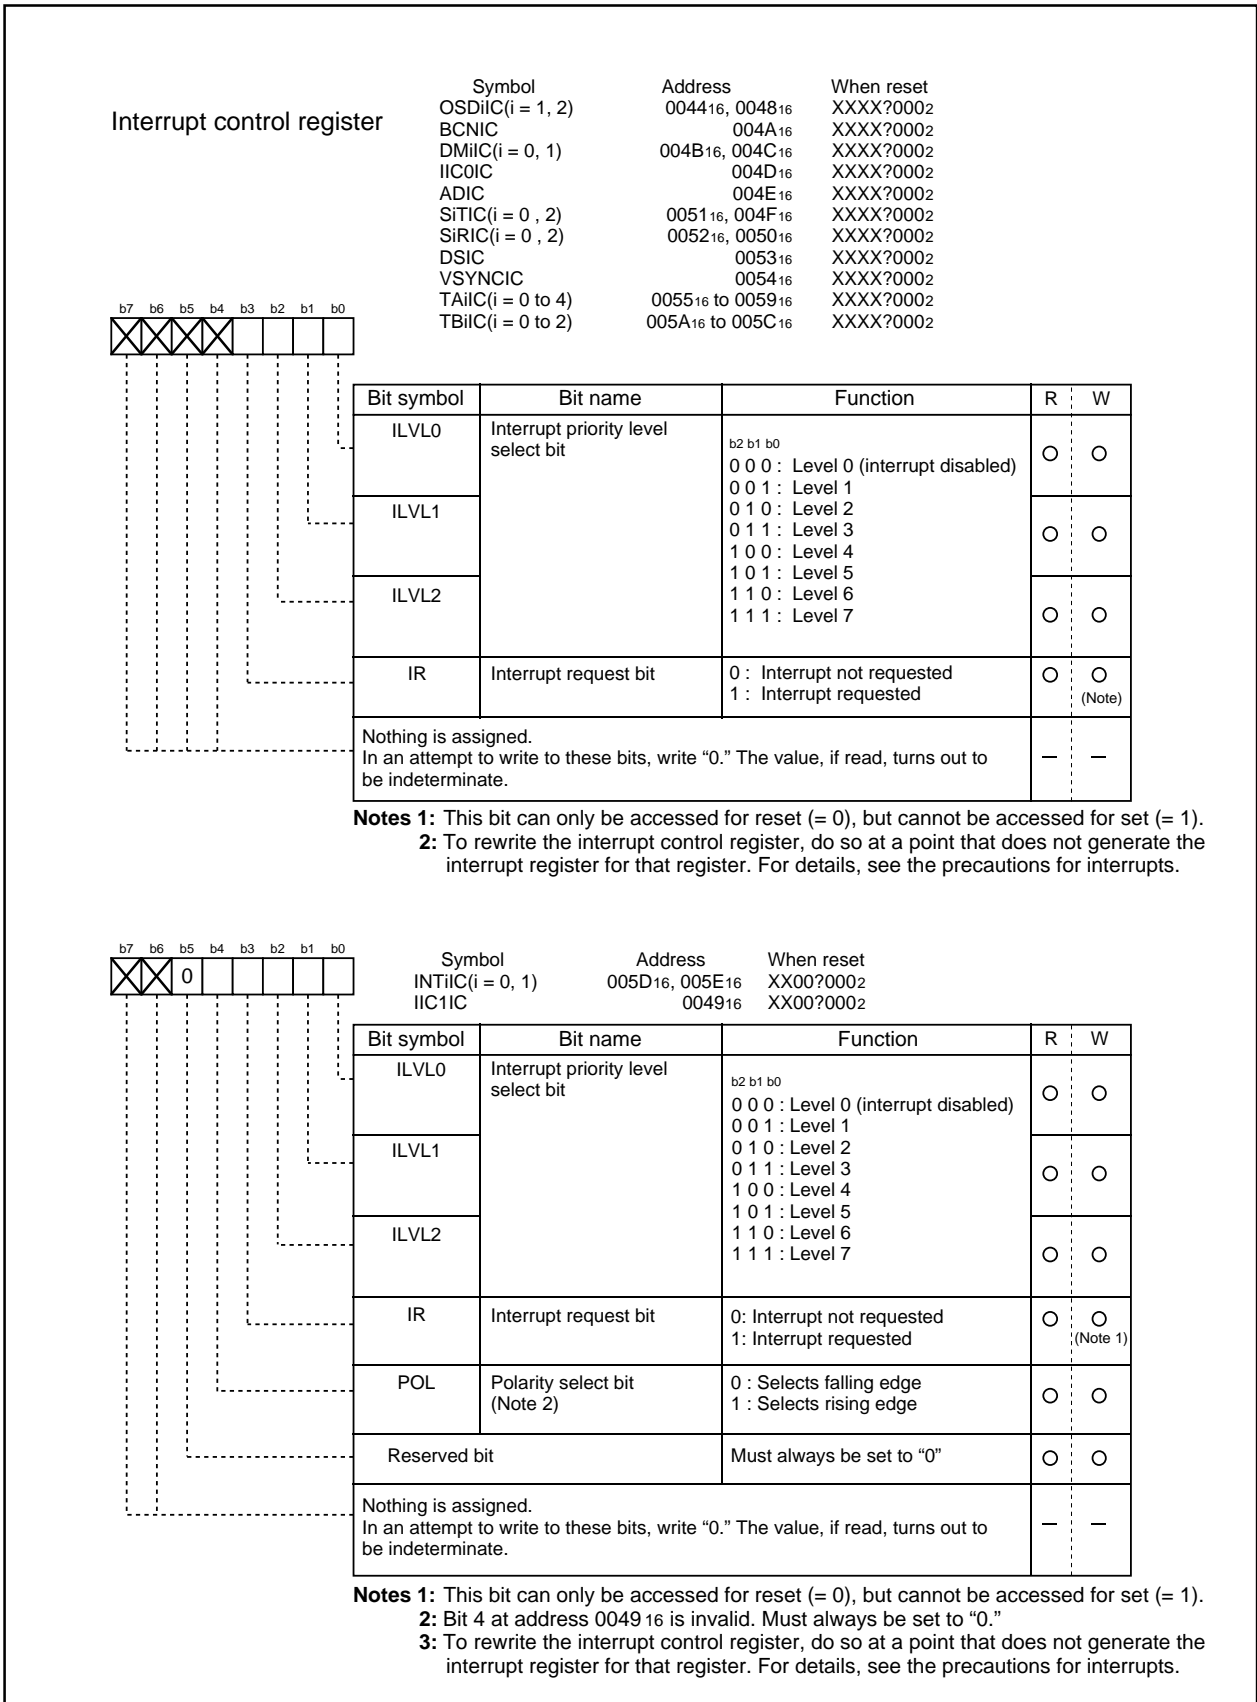 Interrupt control register
Symbol Address When reset
OSDiIC(i = 1, 2) 004416, 004816 XXXX?0002
BCNIC 004A16 XXXX?0002
DMiIC(i = 0, 1) 004B16, 004C16 XXXX?0002
IIC0IC 004D16 XXXX?0002
ADIC 004E16 XXXX?0002
SiTIC(i = 0 , 2) 005116, 004F16 XXXX?0002
SiRIC(i = 0 , 2) 005216, 005016 XXXX?0002
DSIC 005316 XXXX?0002
VSYNCIC 005416 XXXX?0002
TAiIC(i = 0 to 4) 005516 to 005916 XXXX?0002
TBiIC(i = 0 to 2) 005A16 to 005C16 XXXX?0002
b7 b6 b5 b4 b3 b2 b1 b0
Bit symbol Bit name Function R W
ILVL0 Interrupt priority level
select bit
b2 b1 b0
0 0 0 : Level 0 (interrupt disabled)
0 0 1 : Level 1
ILVL1 0 1 0 : Level 2
0 1 1 : Level 3
1 0 0 : Level 4
1 0 1 : Level 5
ILVL2 1 1 0 : Level 6
1 1 1 : Level 7
IR Interrupt request bit 0 : Interrupt not requested
1 : Interrupt requested
(Note)
Nothing is assigned.
In an attempt to write to these bits, write “0.” The value, if read, turns out to
be indeterminate.
Notes 1: This bit can only be accessed for reset (= 0), but cannot be accessed for set (= 1).
2: To rewrite the interrupt control register, do so at a point that does not generate the
interrupt register for that register. For details, see the precautions for interrupts.
b7 b6 b5 b4 b3 b2 b1 b0
0
Symbol Address When reset
INTiIC(i = 0, 1) 005D16, 005E16 XX00?0002
IIC1IC 004916 XX00?0002
Bit symbol Bit name Function R W
ILVL0 Interrupt priority level
select bit
b2 b1 b0
0 0 0 : Level 0 (interrupt disabled)
0 0 1 : Level 1
ILVL1 0 1 0 : Level 2
0 1 1 : Level 3
1 0 0 : Level 4
1 0 1 : Level 5
ILVL2 1 1 0 : Level 6
1 1 1 : Level 7
IR Interrupt request bit 0: Interrupt not requested
1: Interrupt requested
(Note 1)
POL Polarity select bit 0 : Selects falling edge
(Note 2) 1 : Selects rising edge
Reserved bit Must always be set to “0”
Nothing is assigned.
In an attempt to write to these bits, write “0.” The value, if read, turns out to
be indeterminate.
Notes 1: This bit can only be accessed for reset (= 0), but cannot be accessed for set (= 1).
2: Bit 4 at address 004916 is invalid. Must always be set to “0.”
3: To rewrite the interrupt control register, do so at a point that does not generate the
interrupt register for that register. For details, see the precautions for interrupts.